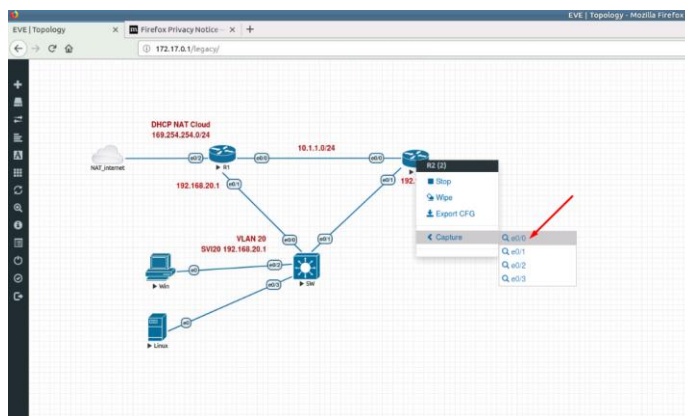 EVE | Topology - Mozilla Firefox
EVE | Topology
Firefox Privacy Notice
172.17.0.1/legacy/
DHCP NAT Cloud
169.254.254.0/24
NAT_internet
e0/2
R1
e0/0
10.1.1.0/24
e0/0
R2 (2)
192.168.20.1
e0/1
e0/1
192.
Stop
Wipe
Export CFG
Capture
e0/0
e0/1
e0/2
e0/3
VLAN 20
SVI20 192.168.20.1
e0/0
e0/1
Win
e0
e0/2
SW
e0/3
Linux
e0